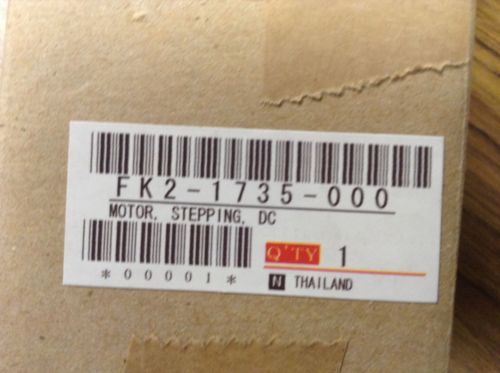 FK2-1735-000
MOTOR, STEPPING, DC
Q'TY 1
*00001*
N THAILAND